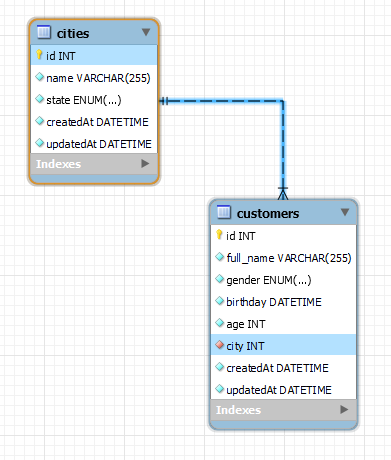 cities
id INT
name VARCHAR(255)
state ENUM(...)
createdAt DATETIME
updatedAt DATETIME
Indexes
customers
id INT
full_name VARCHAR(255)
gender ENUM(...)
birthday DATETIME
age INT
city INT
createdAt DATETIME
updatedAt DATETIME
Indexes